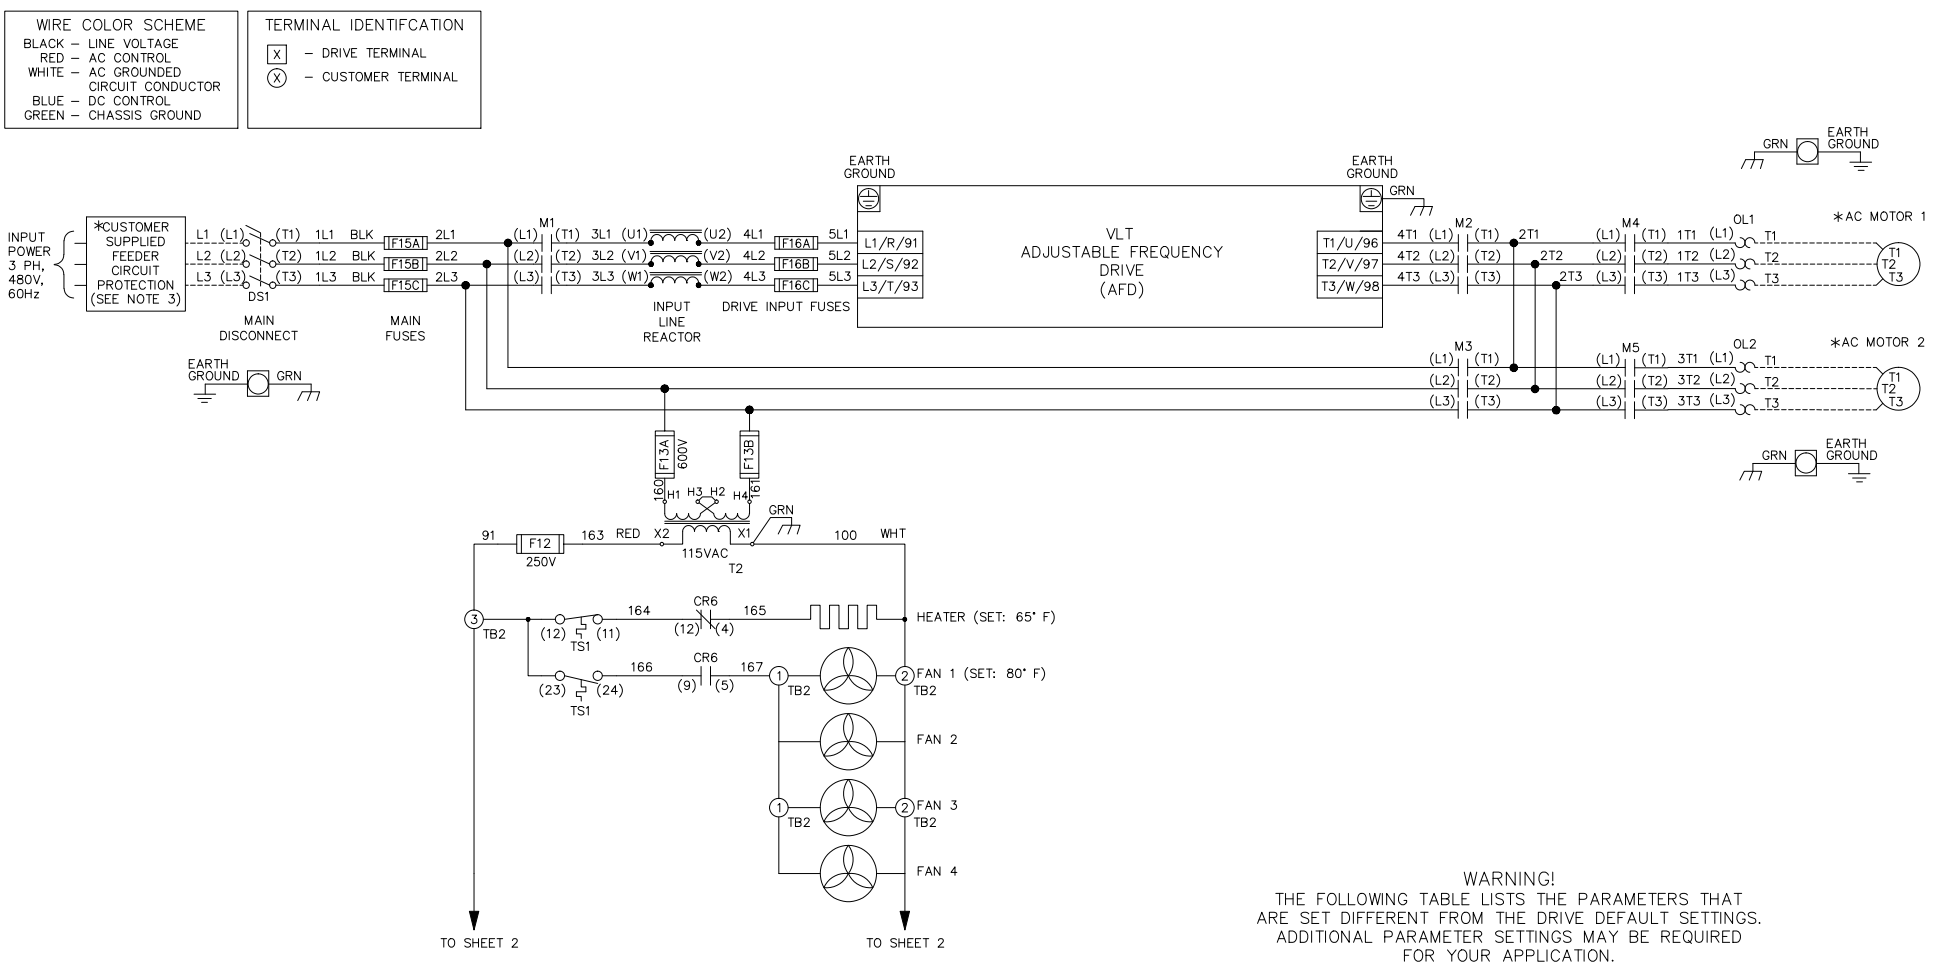 WIRE COLOR SCHEME
BLACK – LINE VOLTAGE
RED – AC CONTROL
WHITE – AC GROUNDED
CIRCUIT CONDUCTOR
BLUE – DC CONTROL
GREEN – CHASSIS GROUND
TERMINAL IDENTIFCATION
X – DRIVE TERMINAL
X – CUSTOMER TERMINAL
INPUT
POWER
3 PH,
480V,
60Hz
*CUSTOMER
SUPPLIED
FEEDER
CIRCUIT
PROTECTION
(SEE NOTE 3)
L1 (L1) (T1) 1L1 BLK F15A 2L1 (L1) M1 (T1) 3L1 (U1) (U2) 4L1 F16A 5L1 L1/R/91
L2 (L2) (T2) 1L2 BLK F15B 2L2 (L2) (T2) 3L2 (V1) (V2) 4L2 F16B 5L2 L2/S/92
L3 (L3) (T3) 1L3 BLK F15C 2L3 (L3) (T3) 3L3 (W1) (W2) 4L3 F16C 5L3 L3/T/93
DS1
MAIN
DISCONNECT
MAIN
FUSES
INPUT
LINE
REACTOR
DRIVE INPUT FUSES
EARTH
GROUND
GRN
EARTH
GROUND
VLT
ADJUSTABLE FREQUENCY
DRIVE
(AFD)
EARTH
GROUND
GRN
T1/U/96 4T1 (L1) M2 (T1) 2T1 (L1) M4 (T1) 1T1 (L1) OL1 T1
T2/V/97 4T2 (L2) (T2) 2T2 (L2) (T2) 1T2 (L2) T2
T3/W/98 4T3 (L3) (T3) 2T3 (L3) (T3) 1T3 (L3) T3
*AC MOTOR 1
T1
T2
T3
GRN
EARTH
GROUND
(L1) M3 (T1) (L1) M5 (T1) 3T1 (L1) OL2 T1
(L2) (T2) (L2) (T2) 3T2 (L2) T2
(L3) (T3) (L3) (T3) 3T3 (L3) T3
*AC MOTOR 2
T1
T2
T3
GRN
EARTH
GROUND
F13A
600V
F13B
160
161
H1 H3 H2 H4
GRN
91 F12 163 RED X2 X1 100 WHT
250V
115VAC
T2
3
TB2
(12) (11)
TS1
164
CR6
(12) (4)
165
HEATER (SET: 65° F)
(23) (24)
TS1
166
CR6
(9) (5)
167
1
TB2
2
TB2
FAN 1 (SET: 80° F)
FAN 2
1
TB2
2
TB2
FAN 3
FAN 4
TO SHEET 2
TO SHEET 2
WARNING!
THE FOLLOWING TABLE LISTS THE PARAMETERS THAT
ARE SET DIFFERENT FROM THE DRIVE DEFAULT SETTINGS.
ADDITIONAL PARAMETER SETTINGS MAY BE REQUIRED
FOR YOUR APPLICATION.